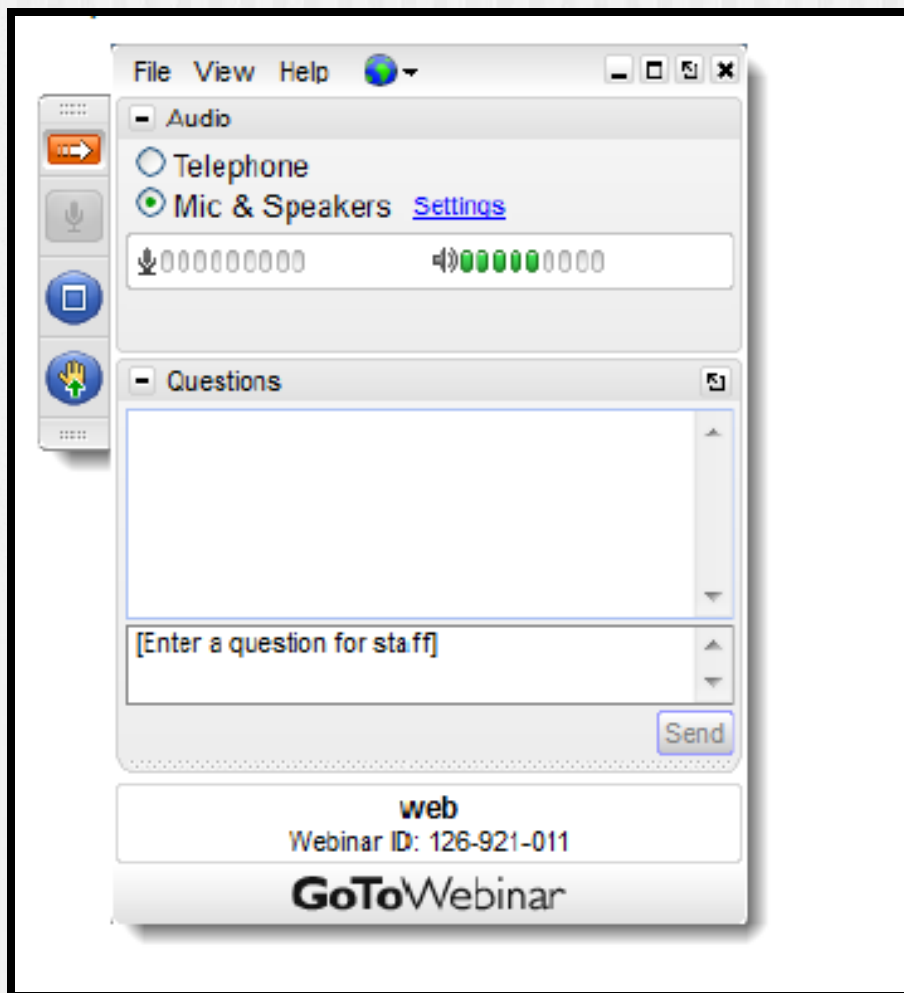 File View Help
Audio
Telephone
Mic & Speakers Settings
Questions
[Enter a question for staff]
Send
web
Webinar ID: 126-921-011
GoToWebinar